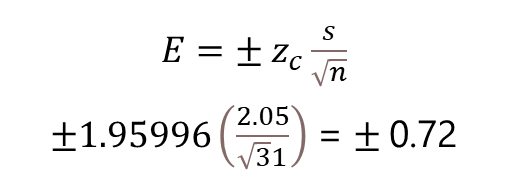 E = ± z_c s/√n
±1.95996(2.05/√31) = ± 0.72